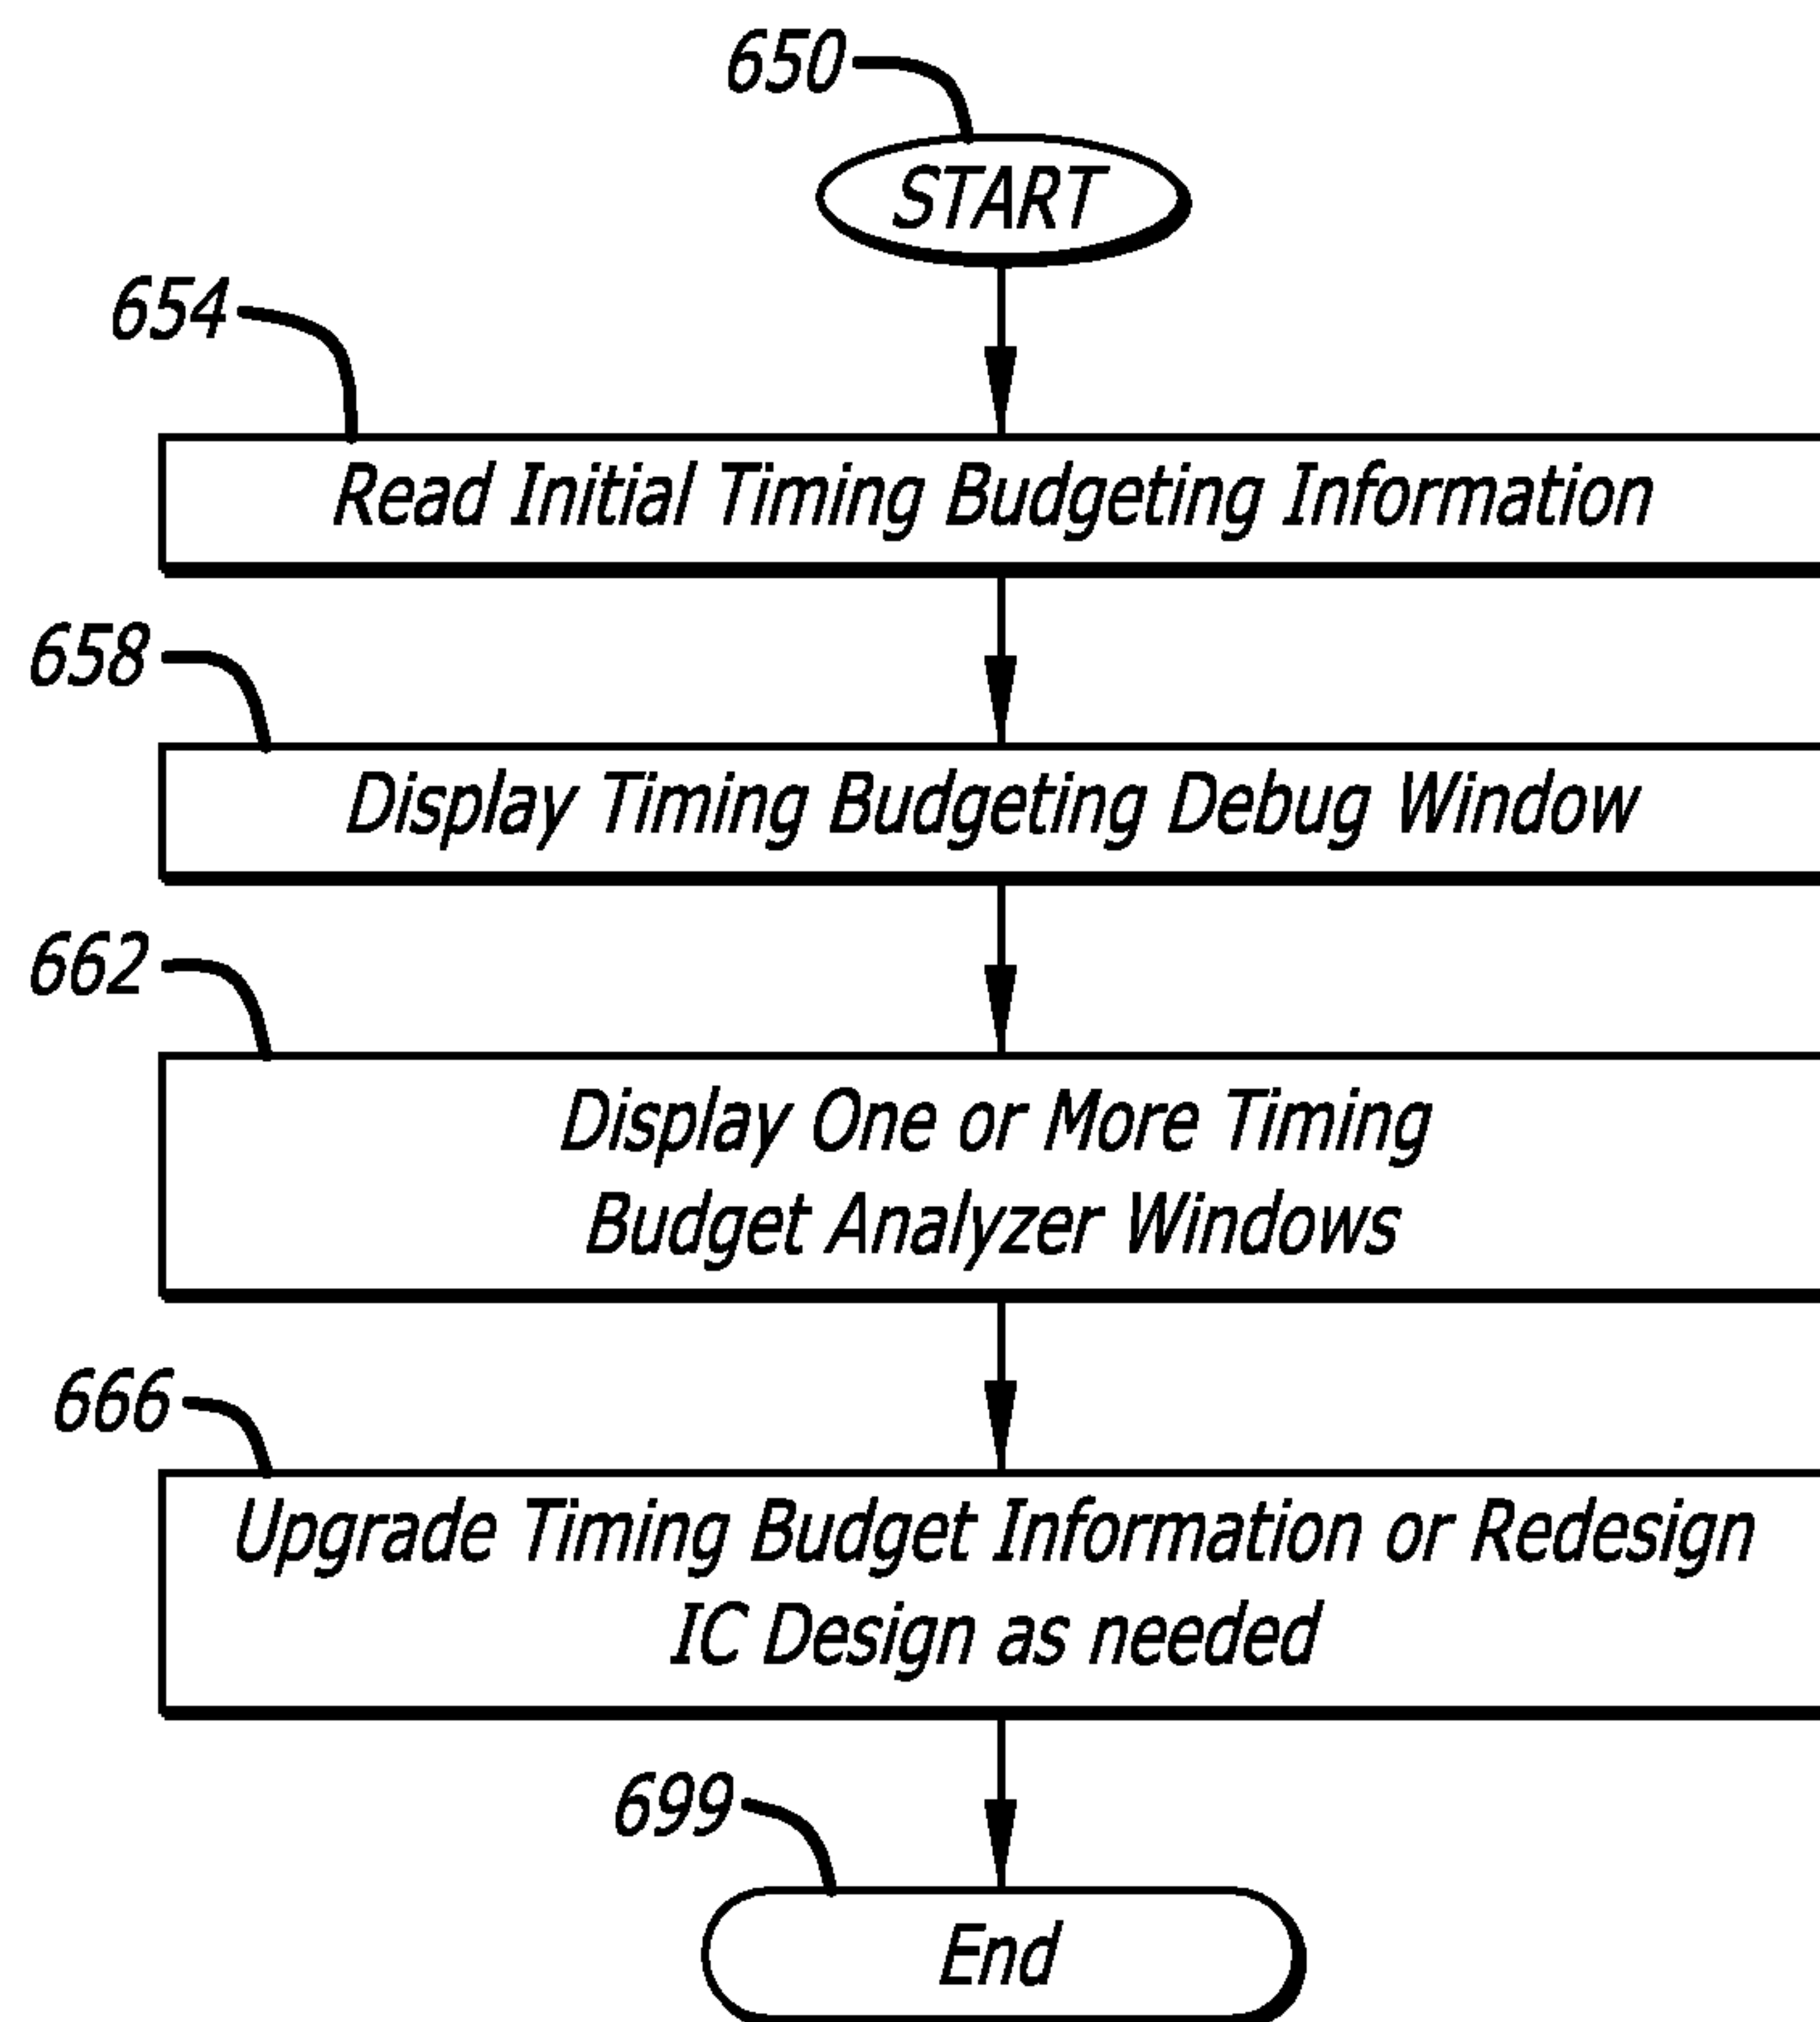 650
START
654
Read Initial Timing Budgeting Information
658
Display Timing Budgeting Debug Window
662
Display One or More Timing
Budget Analyzer Windows
666
Upgrade Timing Budget Information or Redesign
IC Design as needed
699
End